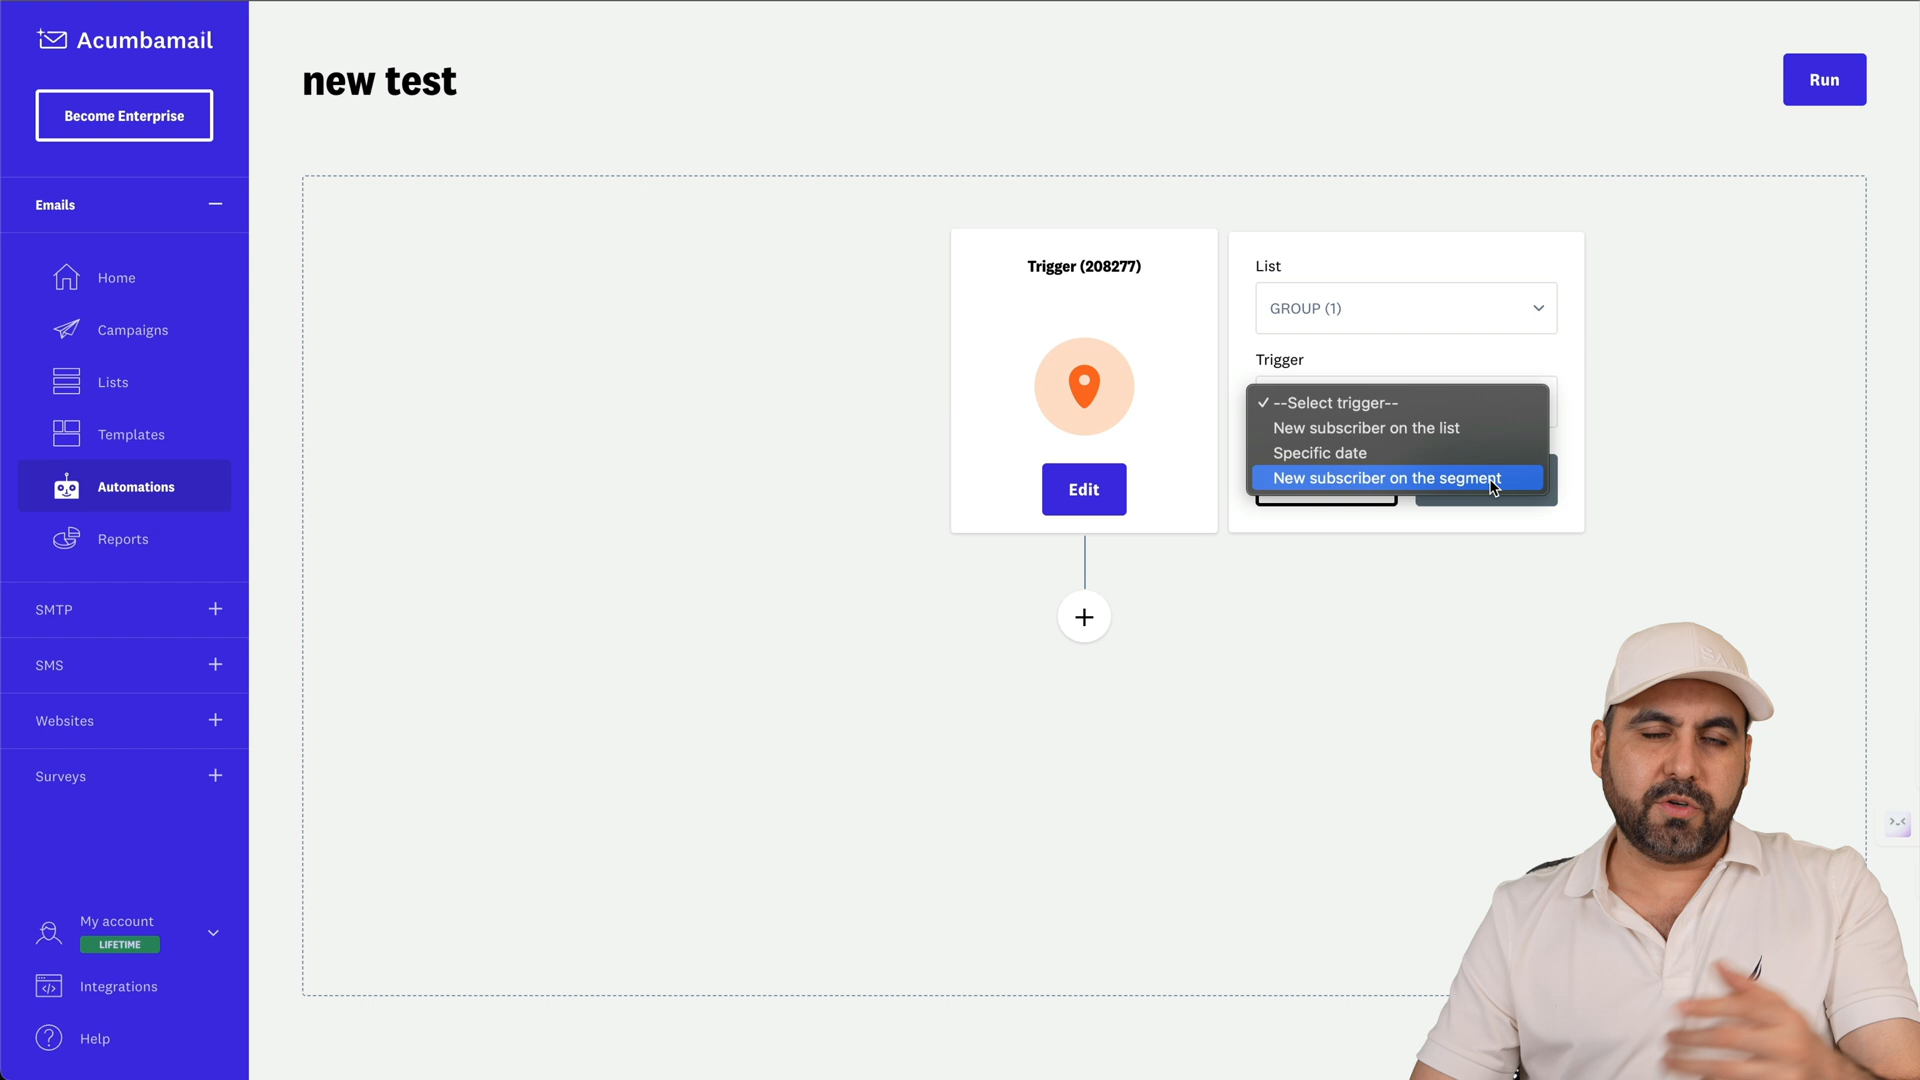 Acumbamail
Become Enterprise
Emails
Home
Campaigns
Lists
Templates
Automations
Reports
SMTP
SMS
Websites
Surveys
My account
LIFETIME
Integrations
Help
new test
Run
Trigger (208277)
Edit
List
GROUP (1)
Trigger
--Select trigger--
New subscriber on the list
Specific date
New subscriber on the segment